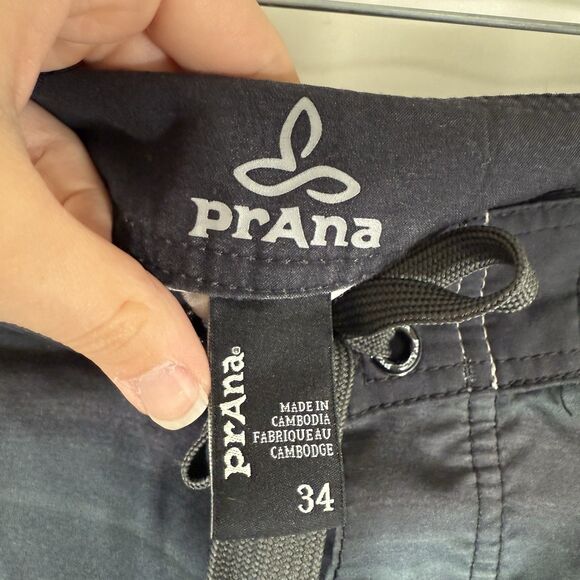 prAna
prAna®
MADE IN
CAMBODIA
FABRIQUE AU
CAMBODGE
34